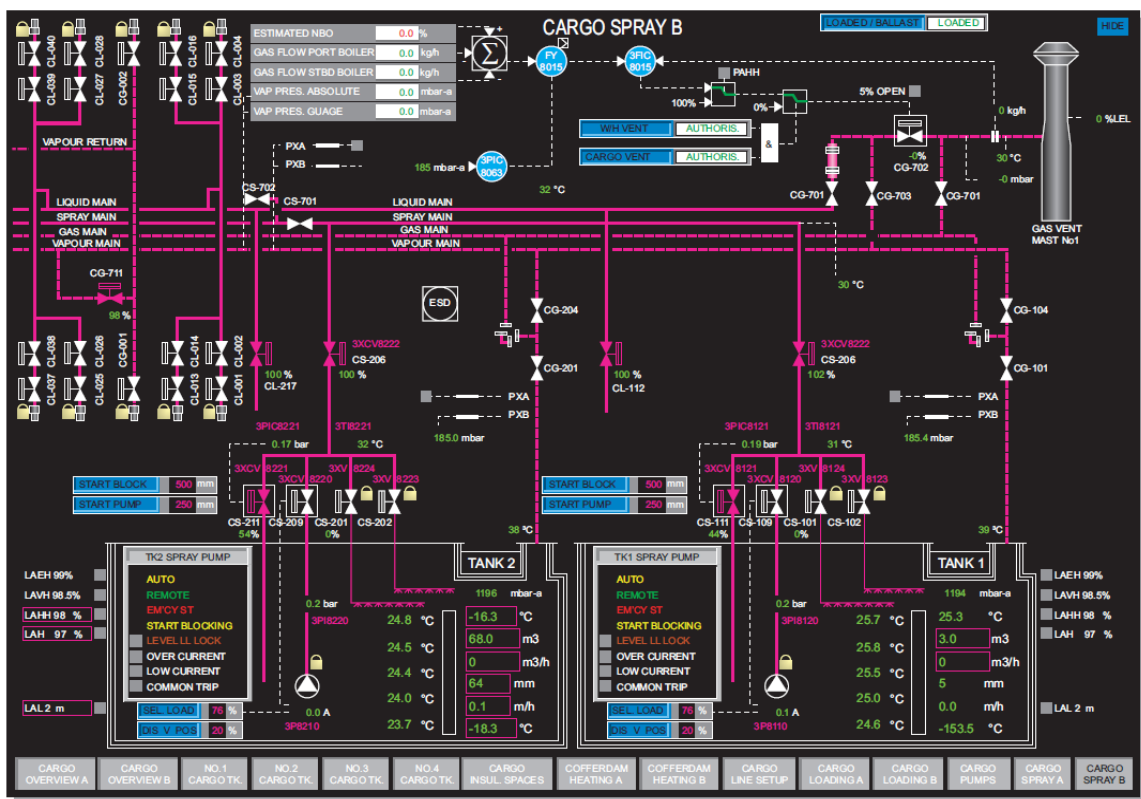 CARGO SPRAY B
LOADED / BALLAST LOADED
HIDE
ESTIMATED NBO 0.0 %
GAS FLOW PORT BOILER 0.0 kg/h
GAS FLOW STBD BOILER 0.0 kg/h
VAP PRES. ABSOLUTE 0.0 mbar-a
VAP PRES. GUAGE 0.0 mbar-a
Σ
+
FY 8015
3FIC 8015
PAHH
100%
0%
5% OPEN
W/H VENT AUTHORIS.
CARGO VENT AUTHORIS.
&
0 kg/h
0 %LEL
30 °C
-0 mbar
-0%
CG-702
CG-701
CG-703
CG-701
GAS VENT
MAST No1
CL-040
CL-028
CL-016
CL-004
CL-039
CL-027
CG-002
CL-015
CL-003
VAPOUR RETURN
PXA
PXB
185 mbar-a
3PIC 8063
32 °C
CS-702
CS-701
LIQUID MAIN
SPRAY MAIN
GAS MAIN
VAPOUR MAIN
LIQUID MAIN
SPRAY MAIN
GAS MAIN
VAPOUR MAIN
CG-711
98 %
ESD
30 °C
CG-204
CG-104
CL-038
CL-026
CG-001
CL-014
CL-002
CL-037
CL-025
CL-013
CL-001
100 %
CL-217
3XCV8222
CS-206
100 %
CG-201
100 %
CL-112
3XCV8222
CS-206
102 %
CG-101
PXA
PXB
185.0 mbar
PXA
PXB
185.4 mbar
3PIC8221
3TI8221
0.17 bar
32 °C
3XCV 8221
3XCV 8220
3XV 8224
3XV 8223
START BLOCK 500 mm
START PUMP 250 mm
CS-211
CS-209
CS-201
CS-202
54%
0%
38 °C
3PIC8121
3TI8121
0.19 bar
31 °C
3XCV 8121
3XCV 8120
3XV 8124
3XV 8123
START BLOCK 500 mm
START PUMP 250 mm
CS-111
CS-109
CS-101
CS-102
44%
0%
39 °C
LAEH 99%
LAVH 98.5%
LAHH 98 %
LAH 97 %
LAL 2 m
TK2 SPRAY PUMP
AUTO
REMOTE
EM'CY ST
START BLOCKING
LEVEL LL LOCK
OVER CURRENT
LOW CURRENT
COMMON TRIP
SEL LOAD 76 %
DIS V POS 20 %
0.2 bar
3PI8220
0.0 A
3P8210
24.8 °C
24.5 °C
24.4 °C
24.0 °C
23.7 °C
TANK 2
1196 mbar-a
-16.3 °C
68.0 m3
0 m3/h
64 mm
0.1 m/h
-18.3 °C
TK1 SPRAY PUMP
AUTO
REMOTE
EM'CY ST
START BLOCKING
LEVEL LL LOCK
OVER CURRENT
LOW CURRENT
COMMON TRIP
SEL LOAD 76 %
DIS V POS 20 %
0.2 bar
3PI8120
0.1 A
3P8110
25.7 °C
25.8 °C
25.5 °C
25.0 °C
24.6 °C
TANK 1
1194 mbar-a
25.3 °C
3.0 m3
0 m3/h
5 mm
0.0 m/h
-153.5 °C
LAEH 99%
LAVH 98.5%
LAHH 98 %
LAH 97 %
LAL 2 m
CARGO OVERVIEW A
CARGO OVERVIEW B
NO.1 CARGO TK.
NO.2 CARGO TK.
NO.3 CARGO TK.
NO.4 CARGO TK.
CARGO INSUL. SPACES
COFFERDAM HEATING A
COFFERDAM HEATING B
CARGO LINE SETUP
CARGO LOADING A
CARGO LOADING B
CARGO PUMPS
CARGO SPRAY A
CARGO SPRAY B